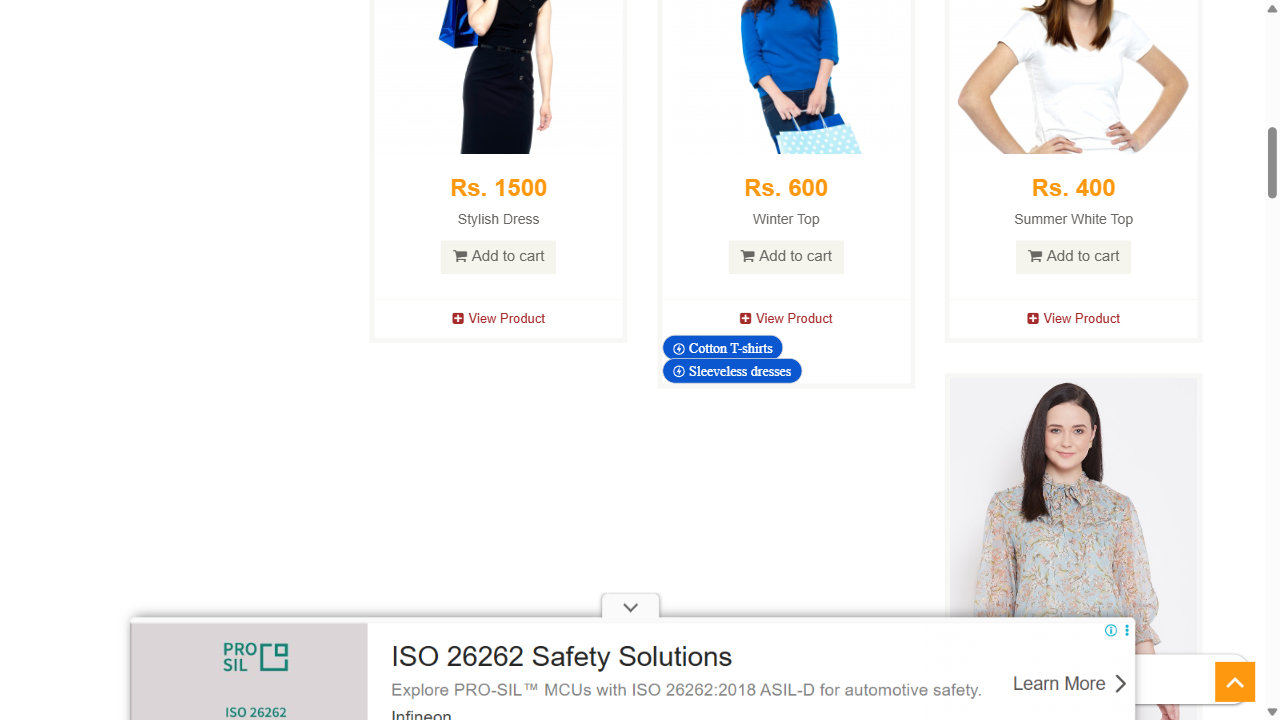 Rs. 1500
Stylish Dress
Add to cart
View Product
Rs. 600
Winter Top
Add to cart
View Product
Cotton T-shirts
Sleeveless dresses
Rs. 400
Summer White Top
Add to cart
View Product
PRO
SIL
ISO 26262
ISO 26262 Safety Solutions
Explore PRO-SIL™ MCUs with ISO 26262:2018 ASIL-D for automotive safety.
Infineon
Learn More